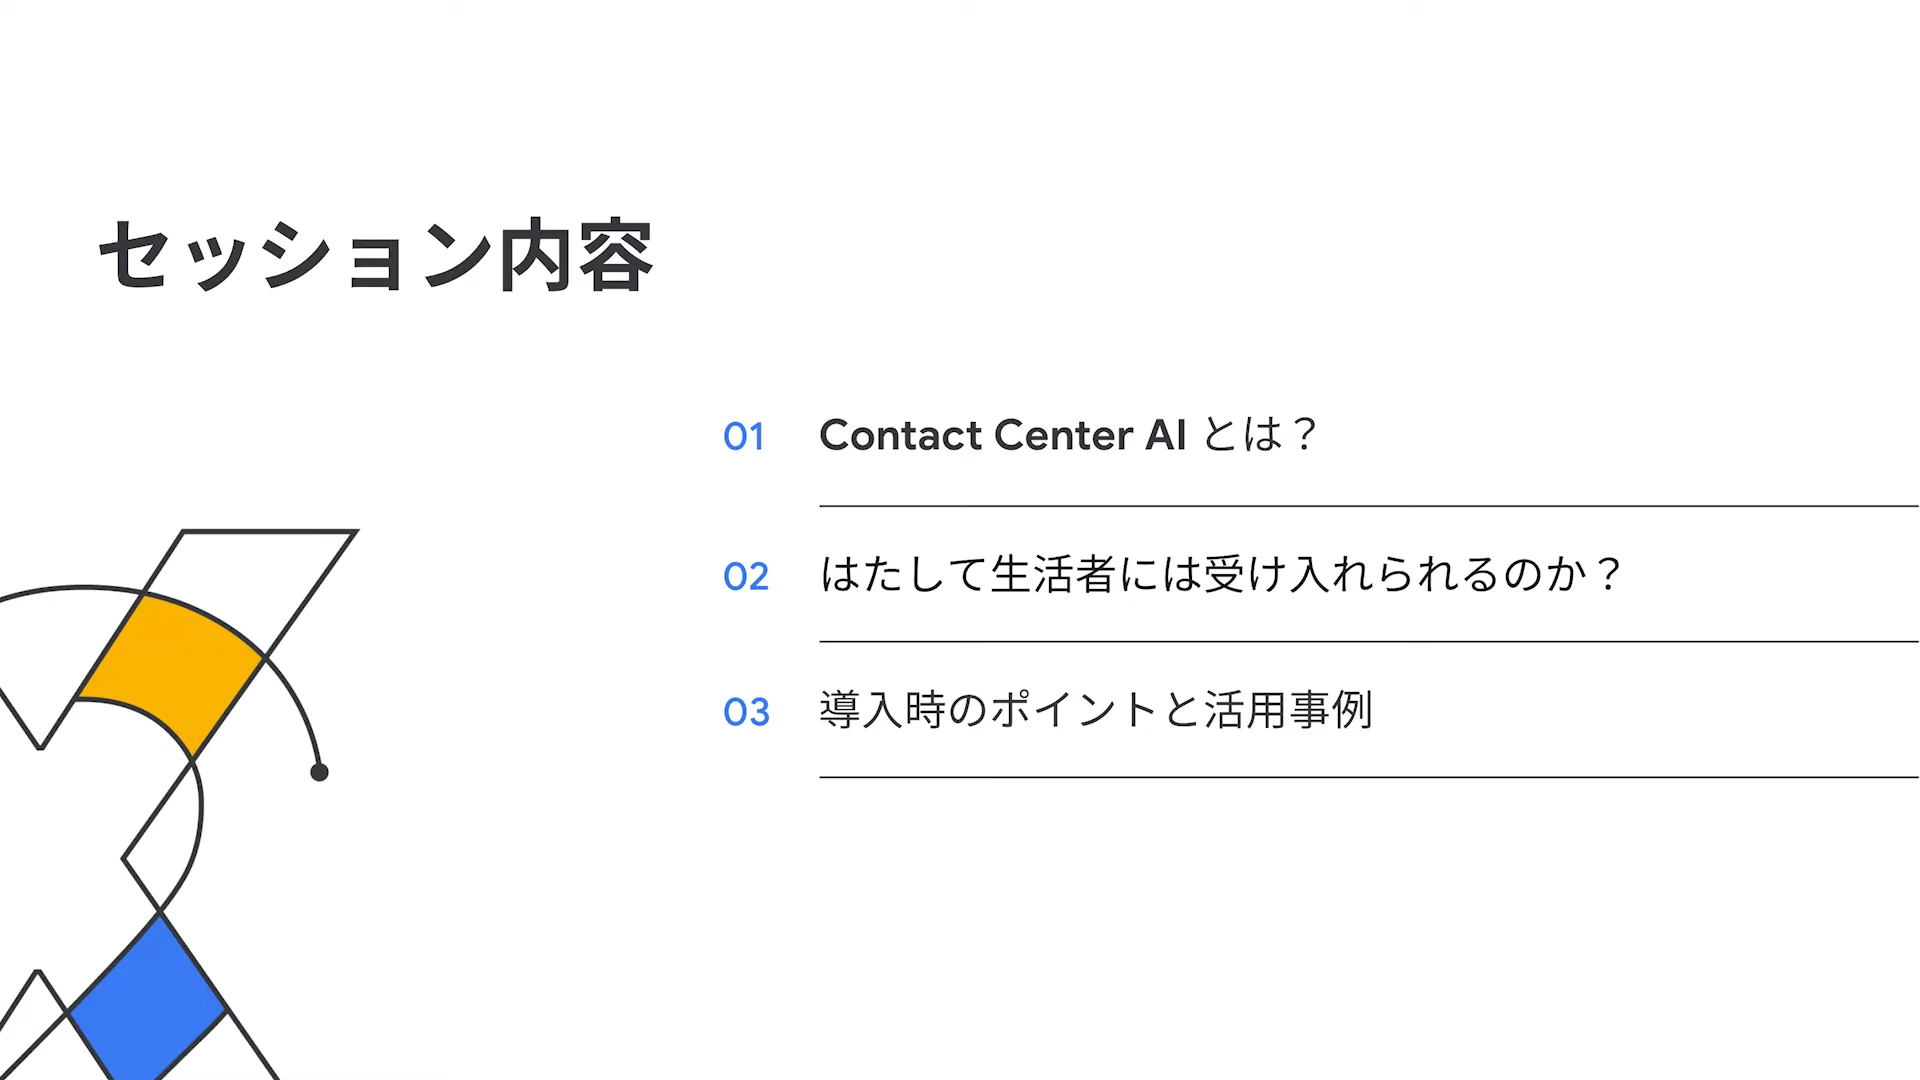 セッション内容
01 Contact Center AI とは？
02 はたして生活者には受け入れられるのか？
03 導入時のポイントと活用事例